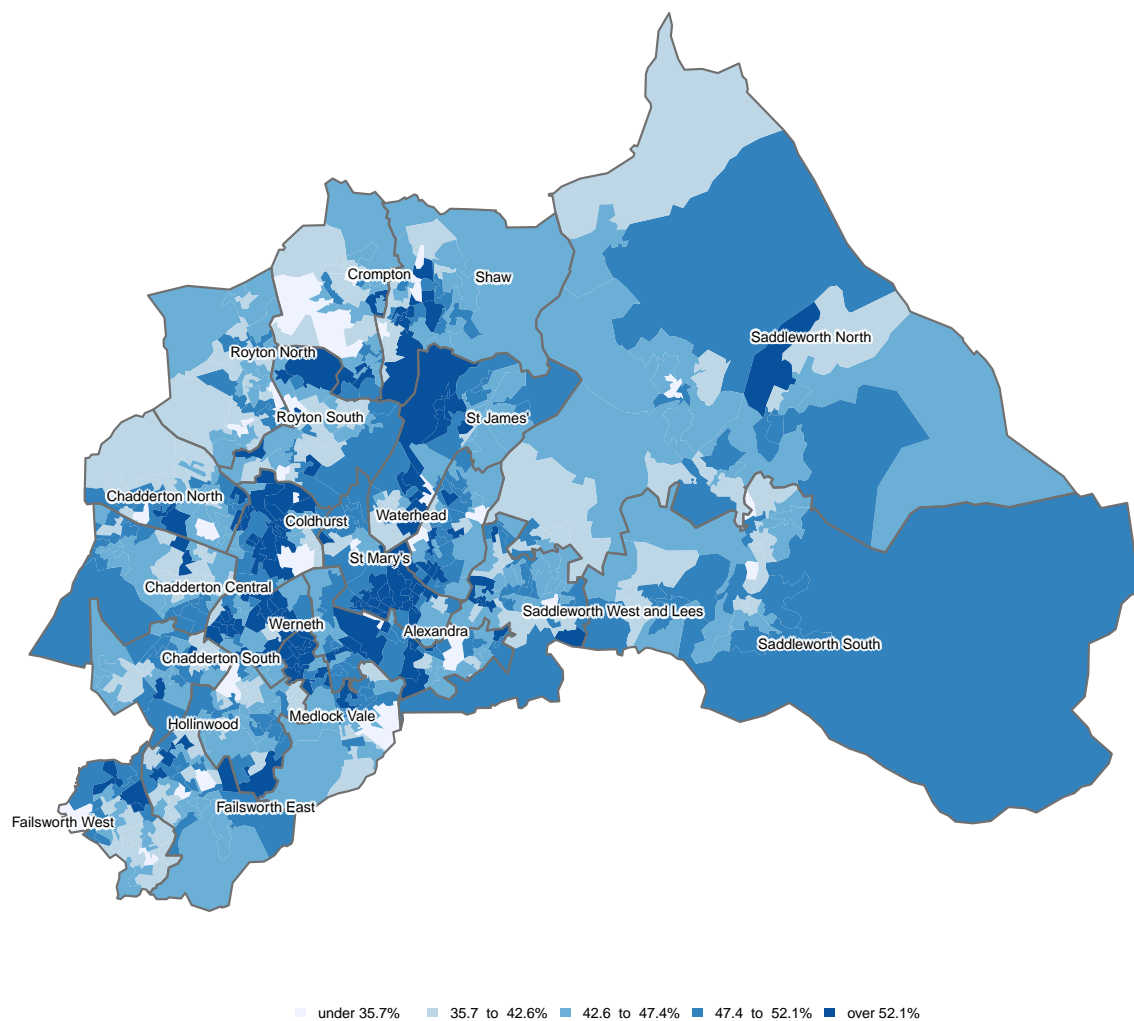 Crompton
Shaw
Saddleworth North
Royton North
Royton South
St James'
Chadderton North
Coldhurst
Waterhead
St Mary's
Chadderton Central
Saddleworth West and Lees
Werneth
Alexandra
Saddleworth South
Chadderton South
Medlock Vale
Hollinwood
Failsworth East
Failsworth West
under 35.7% 35.7 to 42.6% 42.6 to 47.4% 47.4 to 52.1% over 52.1%